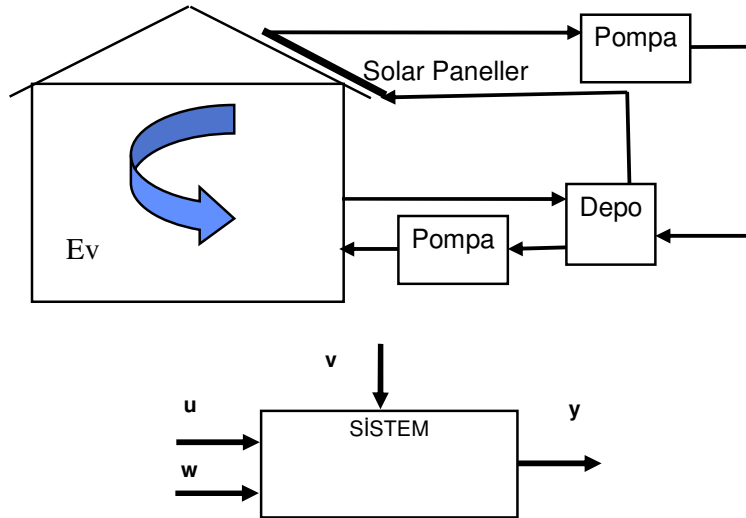 Pompa
Solar Paneller
Depo
Pompa
Ev
v
u
y
SİSTEM
w